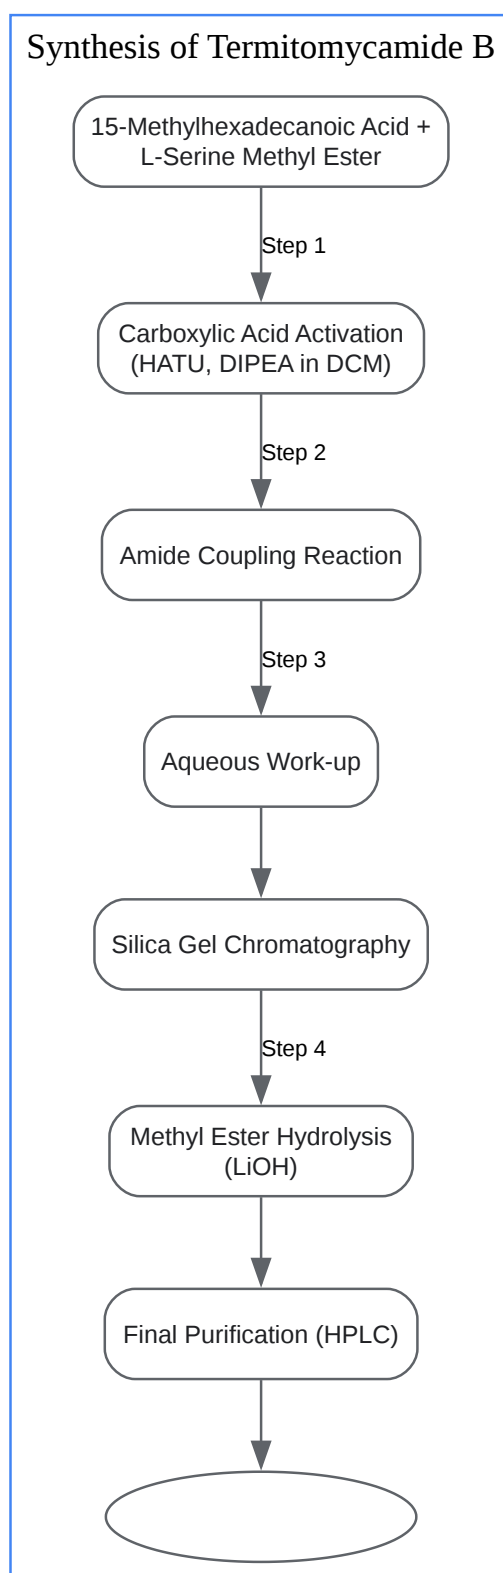 Synthesis of Termitomycamide B
15-Methylhexadecanoic Acid +
L-Serine Methyl Ester
Step 1
Carboxylic Acid Activation
(HATU, DIPEA in DCM)
Step 2
Amide Coupling Reaction
Step 3
Aqueous Work-up
Silica Gel Chromatography
Step 4
Methyl Ester Hydrolysis
(LiOH)
Final Purification (HPLC)